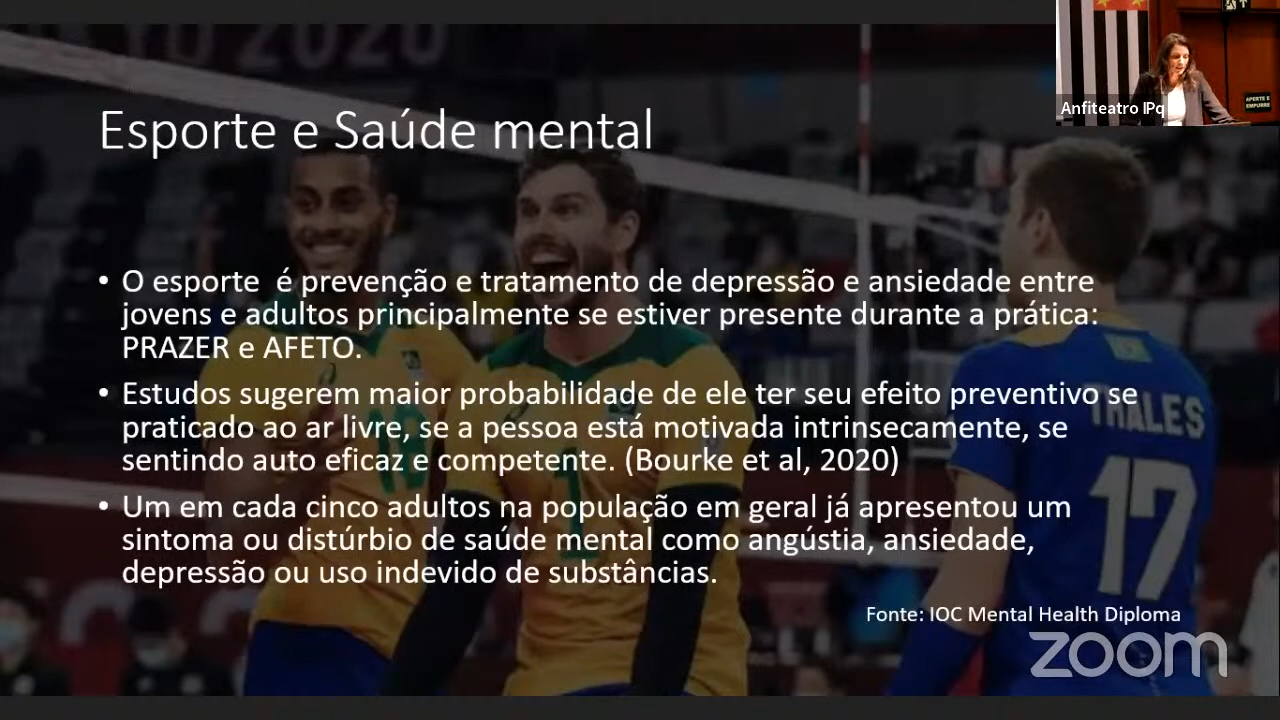 TOKYO 2020
Anfiteatro IPq
APERTE E
EMPURRE
Esporte e Saúde mental
• O esporte é prevenção e tratamento de depressão e ansiedade entre
jovens e adultos principalmente se estiver presente durante a prática:
PRAZER e AFETO.
• Estudos sugerem maior probabilidade de ele ter seu efeito preventivo se
praticado ao ar livre, se a pessoa está motivada intrinsecamente, se
sentindo auto eficaz e competente. (Bourke et al, 2020)
• Um em cada cinco adultos na população em geral já apresentou um
sintoma ou distúrbio de saúde mental como angústia, ansiedade,
depressão ou uso indevido de substâncias.
Fonte: IOC Mental Health Diploma
zoom
THALES
17